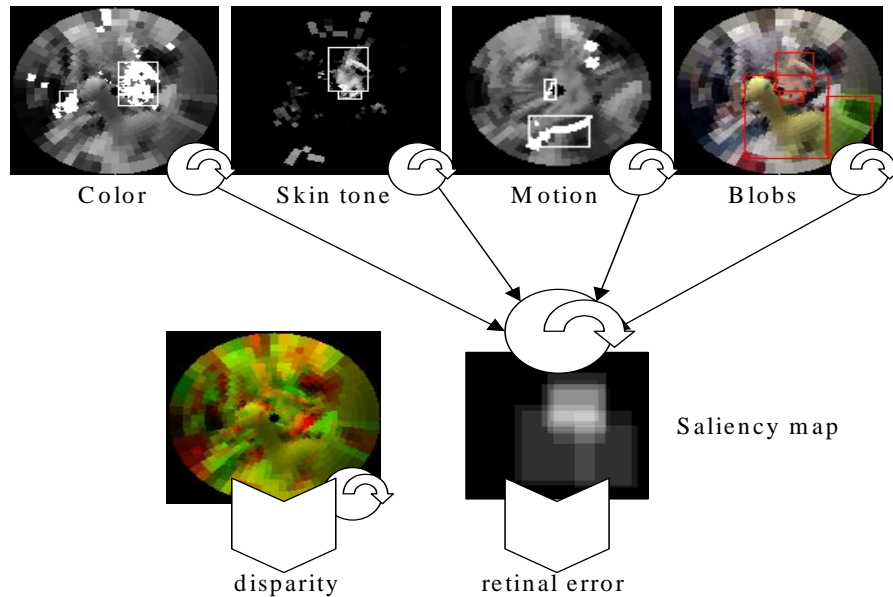 Color
Skin tone
Motion
Blobs
Saliency map
disparity
retinal error